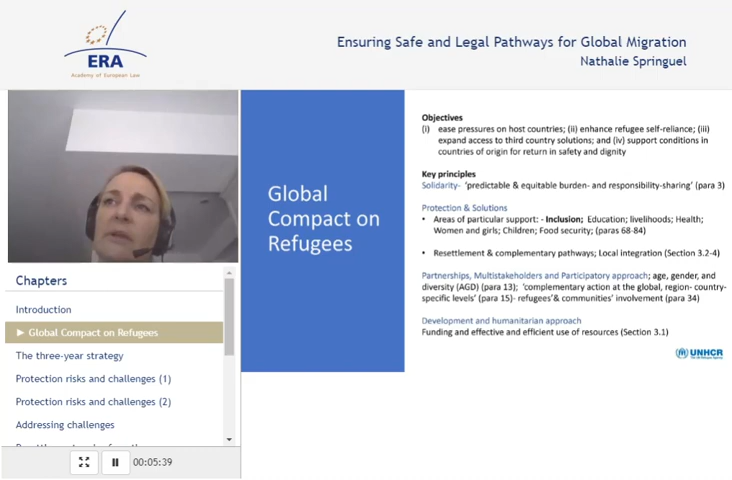 ERA
Academy of European Law
Ensuring Safe and Legal Pathways for Global Migration
Nathalie Springuel
Chapters
Introduction
► Global Compact on Refugees
The three-year strategy
Protection risks and challenges (1)
Protection risks and challenges (2)
Addressing challenges
00:05:39
Global
Compact on
Refugees
Objectives
(i) ease pressures on host countries; (ii) enhance refugee self-reliance; (iii)
expand access to third country solutions; and (iv) support conditions in
countries of origin for return in safety and dignity
Key principles
Solidarity- 'predictable & equitable burden- and responsibility-sharing' (para 3)
Protection & Solutions
• Areas of particular support: - Inclusion; Education; livelihoods; Health;
Women and girls; Children; Food security; (paras 68-84)
• Resettlement & complementary pathways; Local integration (Section 3.2-4)
Partnerships, Multistakeholders and Participatory approach; age, gender, and
diversity (AGD) (para 13); 'complementary action at the global, region- country-
specific levels' (para 15)- refugees'& communities' involvement (para 34)
Development and humanitarian approach
Funding and effective and efficient use of resources (Section 3.1)
UNHCR